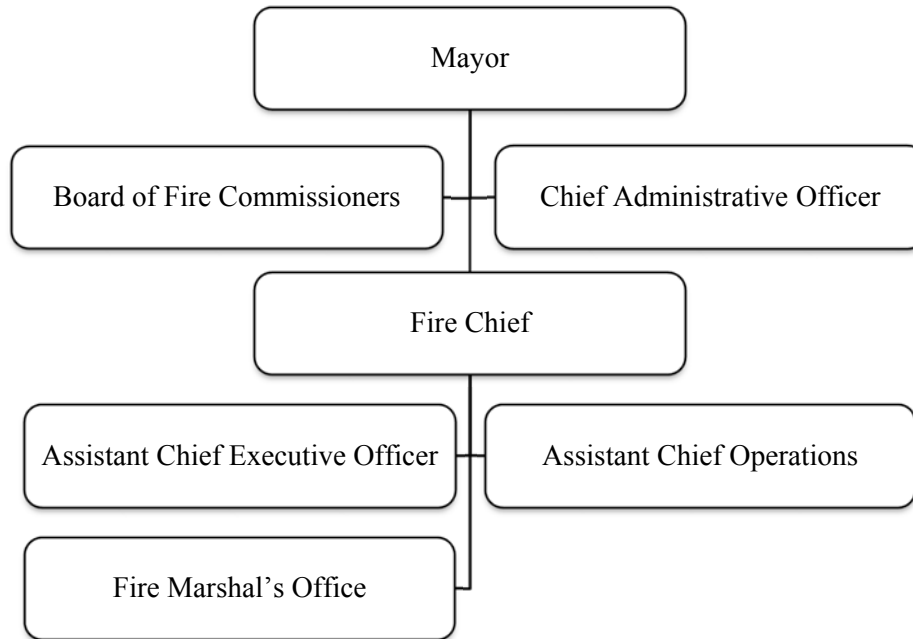 Mayor
Board of Fire Commissioners
Chief Administrative Officer
Fire Chief
Assistant Chief Executive Officer
Assistant Chief Operations
Fire Marshal’s Office